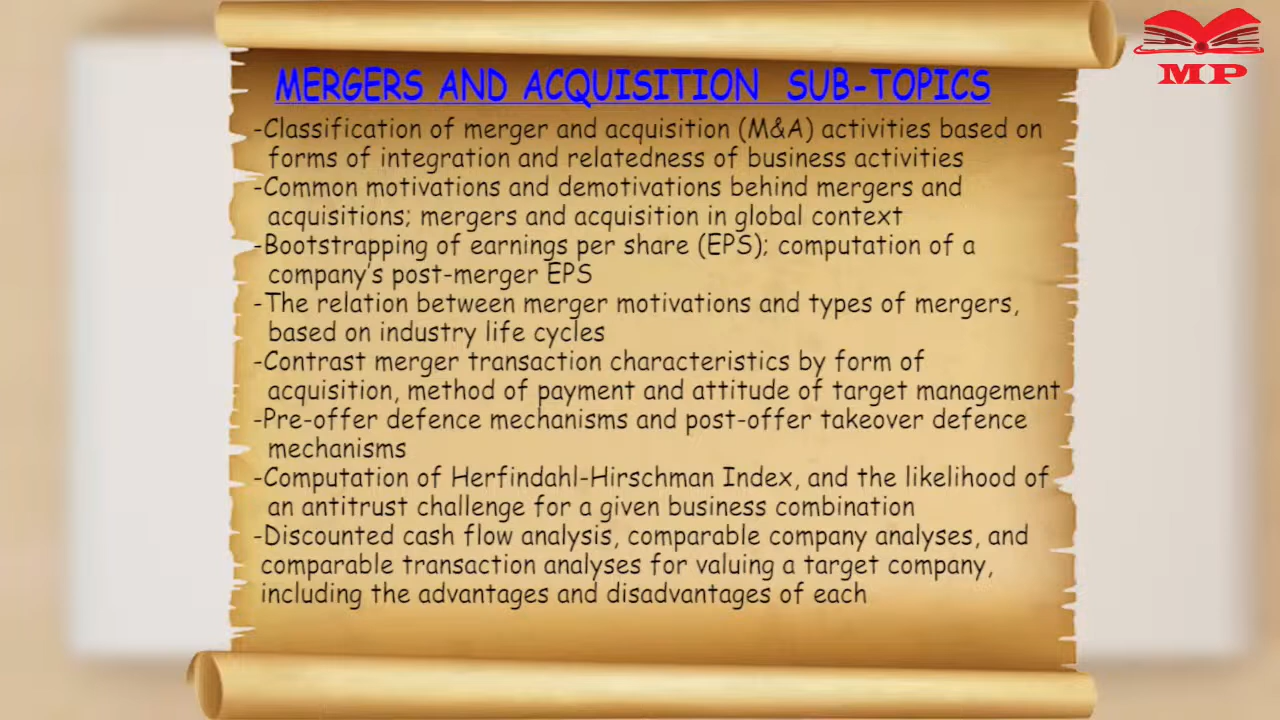 MP
MERGERS AND ACQUISITION SUB-TOPICS
-Classification of merger and acquisition (M&A) activities based on
forms of integration and relatedness of business activities
-Common motivations and demotivations behind mergers and
acquisitions; mergers and acquisition in global context
-Bootstrapping of earnings per share (EPS); computation of a
company's post-merger EPS
-The relation between merger motivations and types of mergers,
based on industry life cycles
-Contrast merger transaction characteristics by form of
acquisition, method of payment and attitude of target management
-Pre-offer defence mechanisms and post-offer takeover defence
mechanisms
-Computation of Herfindahl-Hirschman Index, and the likelihood of
an antitrust challenge for a given business combination
-Discounted cash flow analysis, comparable company analyses, and
comparable transaction analyses for valuing a target company,
including the advantages and disadvantages of each